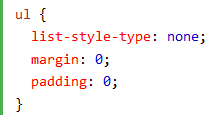 ul {
  list-style-type: none;
  margin: 0;
  padding: 0;
}